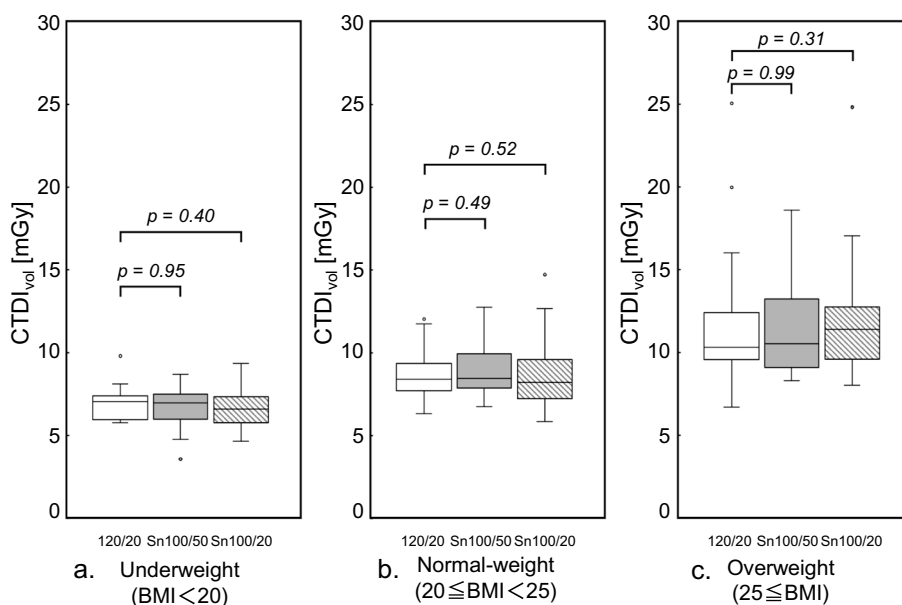 CTDIvol [mGy]
30
25
20
15
10
5
0
p = 0.40
p = 0.95
120/20 Sn100/50 Sn100/20
a. Underweight
(BMI<20)
CTDIvol [mGy]
30
25
20
15
10
5
0
p = 0.52
p = 0.49
120/20 Sn100/50 Sn100/20
b. Normal-weight
(20≦BMI<25)
CTDIvol [mGy]
30
25
20
15
10
5
0
p = 0.31
p = 0.99
120/20 Sn100/50 Sn100/20
c. Overweight
(25≦BMI)